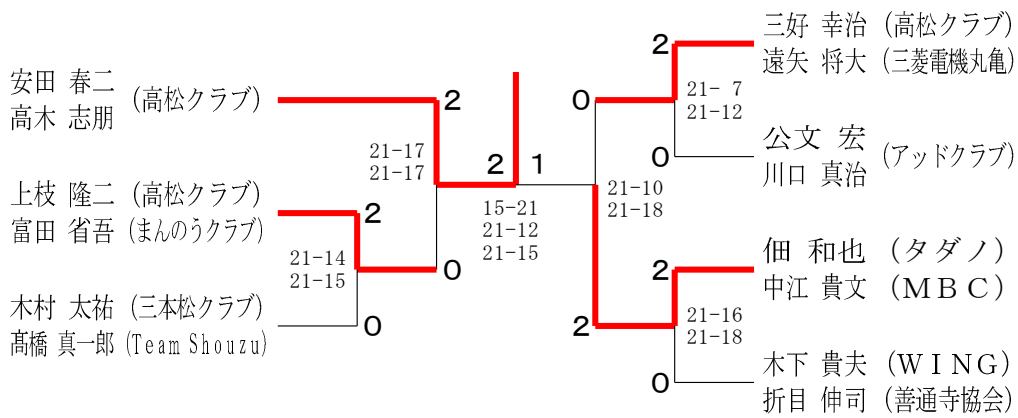 安田 春二 (高松クラブ)
高木 志朋
2
21-17
21-17
上枝 隆二 (高松クラブ)
富田 省吾 (まんのうクラブ)
2
21-14
21-15
0
木村 太祐 (三本松クラブ)
髙橋 真一郎 (Team Shouzu)
0
2 1
15-21
21-12
21-15
三好 幸治 (高松クラブ)
遠矢 将大 (三菱電機丸亀)
2
0
21- 7
21-12
公文 宏 (アッドクラブ)
川口 真治
0
21-10
21-18
佃 和也 (タダノ)
中江 貴文 (MBC)
2
2
21-16
21-18
木下 貴夫 (WING)
折目 伸司 (善通寺協会)
0